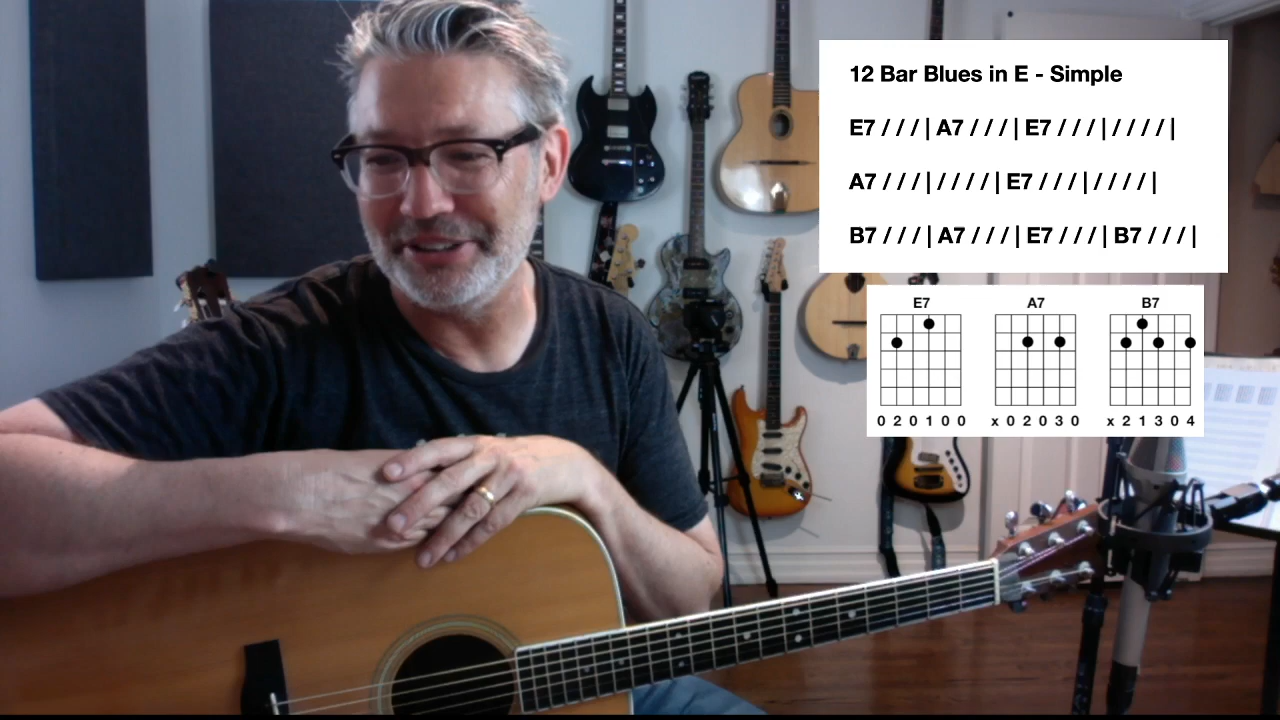 12 Bar Blues in E - Simple
E7 / / / | A7 / / / | E7 / / / | / / / / |
A7 / / / | / / / / | E7 / / / | / / / / |
B7 / / / | A7 / / / | E7 / / / | B7 / / / |
E7 A7 B7
0 2 0 1 0 0 x 0 2 0 3 0 x 2 1 3 0 4